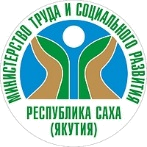 МИНИСТЕРСТВО ТРУДА И СОЦИАЛЬНОГО РАЗВИТИЯ
РЕСПУБЛИКА САХА
(ЯКУТИЯ)